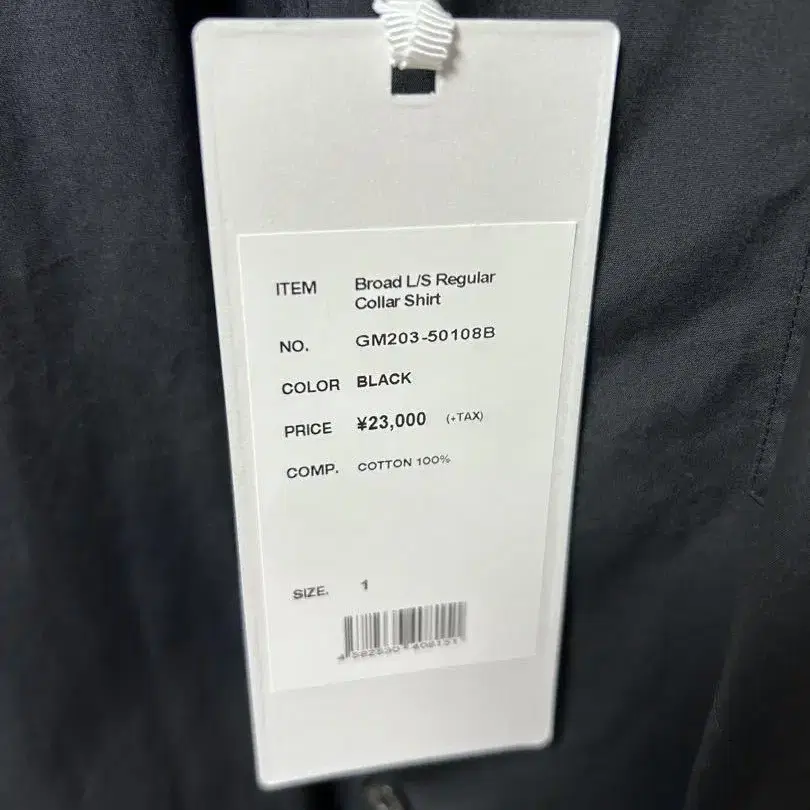 ITEM Broad L/S Regular
Collar Shirt
NO. GM203-50108B
COLOR BLACK
PRICE ¥23,000 (+TAX)
COMP. COTTON 100%
SIZE. 1